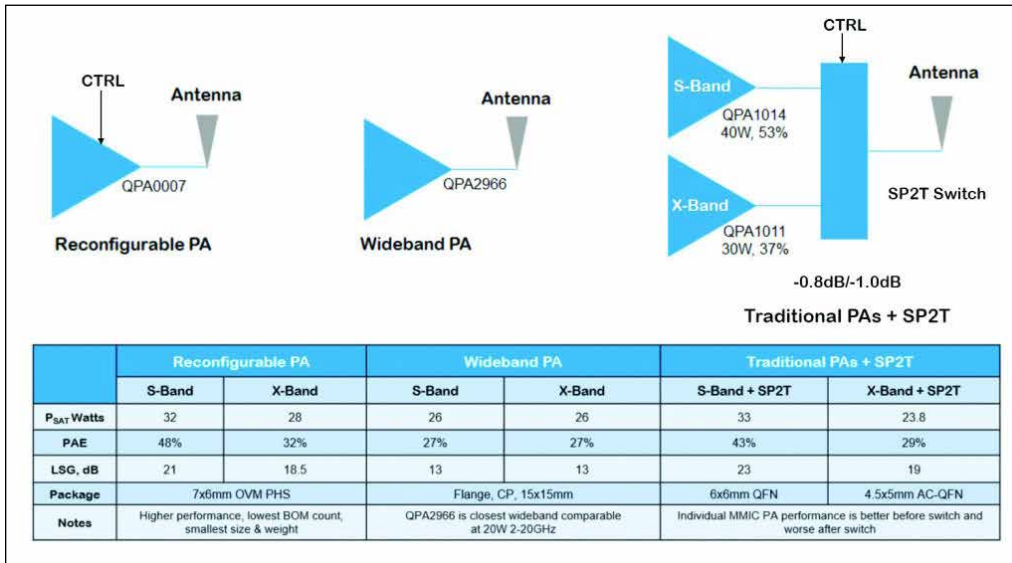 CTRL
Antenna
QPA0007
Reconfigurable PA
Antenna
QPA2966
Wideband PA
CTRL
S-Band
QPA1014
40W, 53%
Antenna
X-Band
QPA1011
30W, 37%
SP2T Switch
-0.8dB/-1.0dB
Traditional PAs + SP2T
Reconfigurable PA Wideband PA Traditional PAs + SP2T
S-Band X-Band S-Band X-Band S-Band + SP2T X-Band + SP2T
PSAT Watts 32 28 26 26 33 23.8
PAE 48% 32% 27% 27% 43% 29%
LSG, dB 21 18.5 13 13 23 19
Package 7x6mm OVM PHS Flange, CP, 15x15mm 6x6mm QFN 4.5x5mm AC-QFN
Notes Higher performance, lowest BOM count, QPA2966 is closest wideband comparable Individual MMIC PA performance is better before switch and
smallest size & weight at 20W 2-20GHz worse after switch